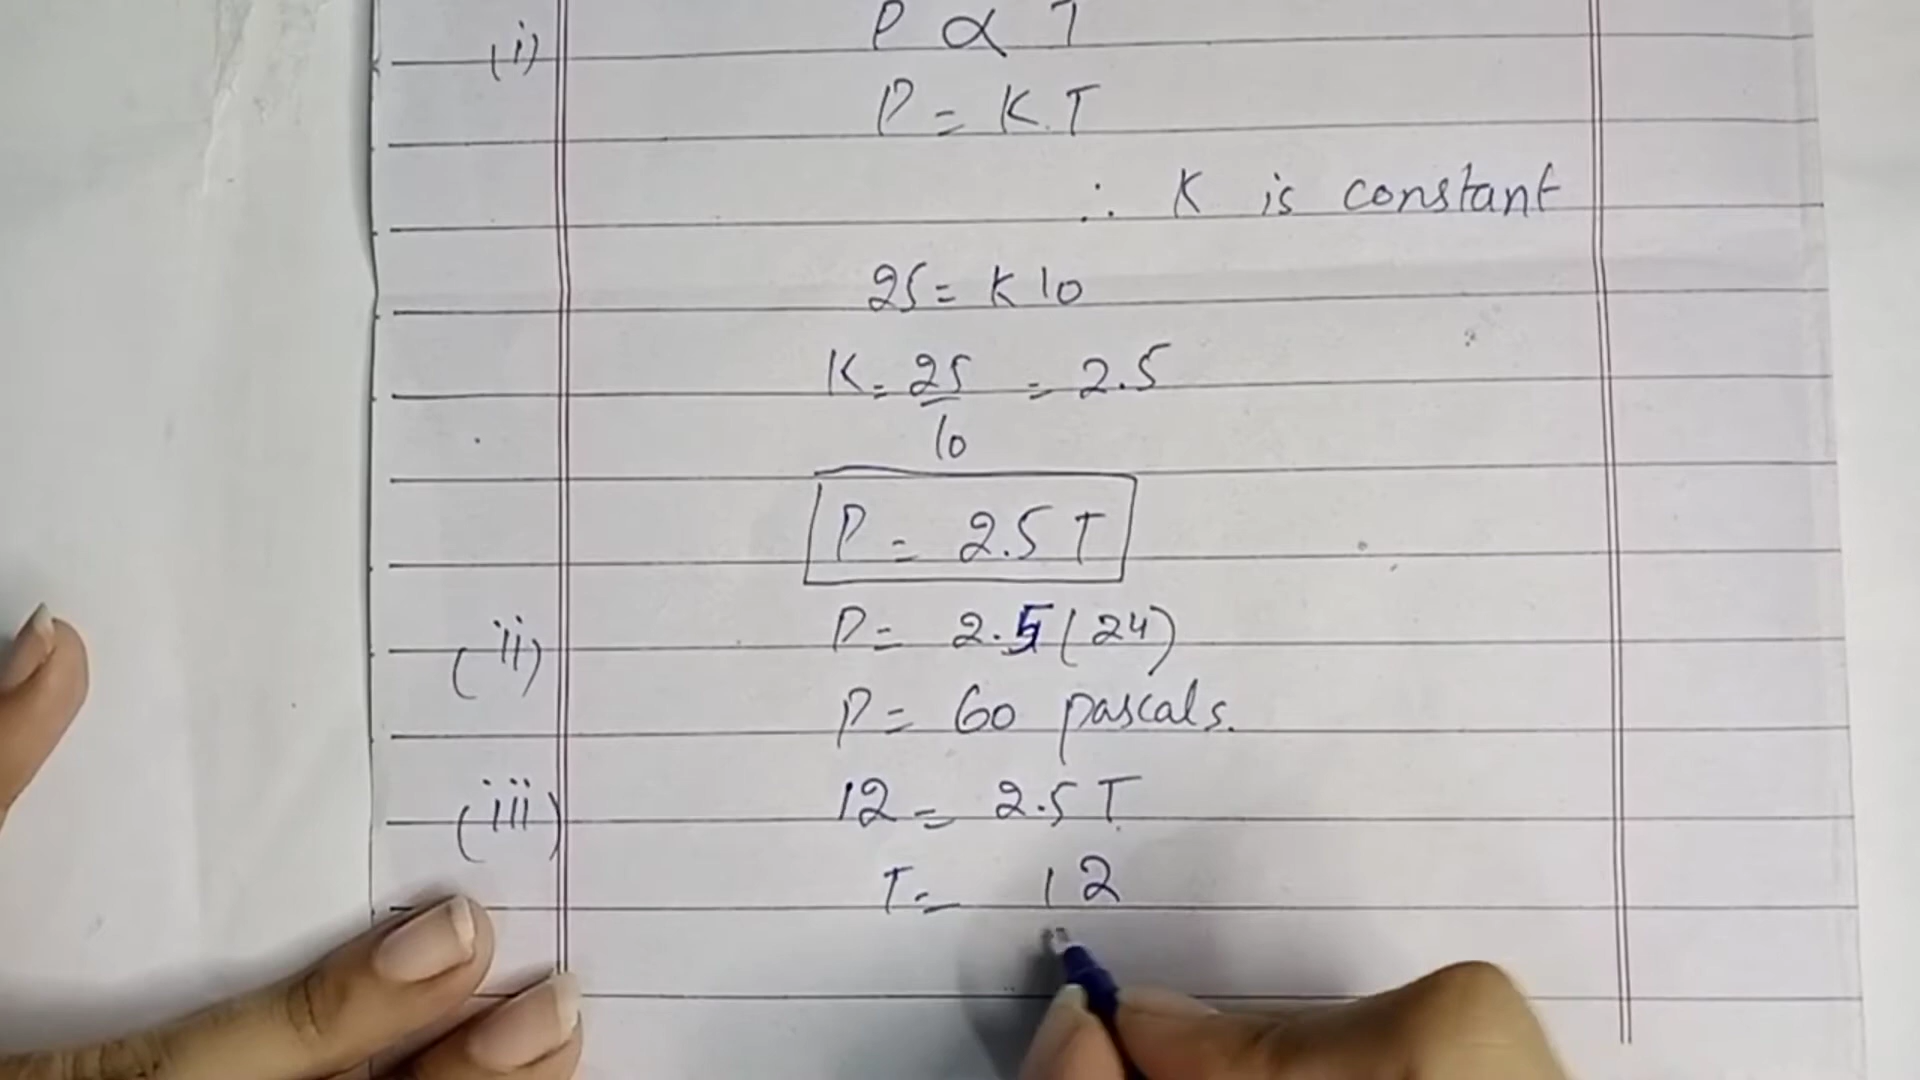 (i) P ∝ T
P = K.T
∴ K is constant
25 = K 10
K = 25/10 = 2.5
P = 2.5 T
(ii) P = 2.5 (24)
P = 60 pascals.
(iii) 12 = 2.5 T
T = 12